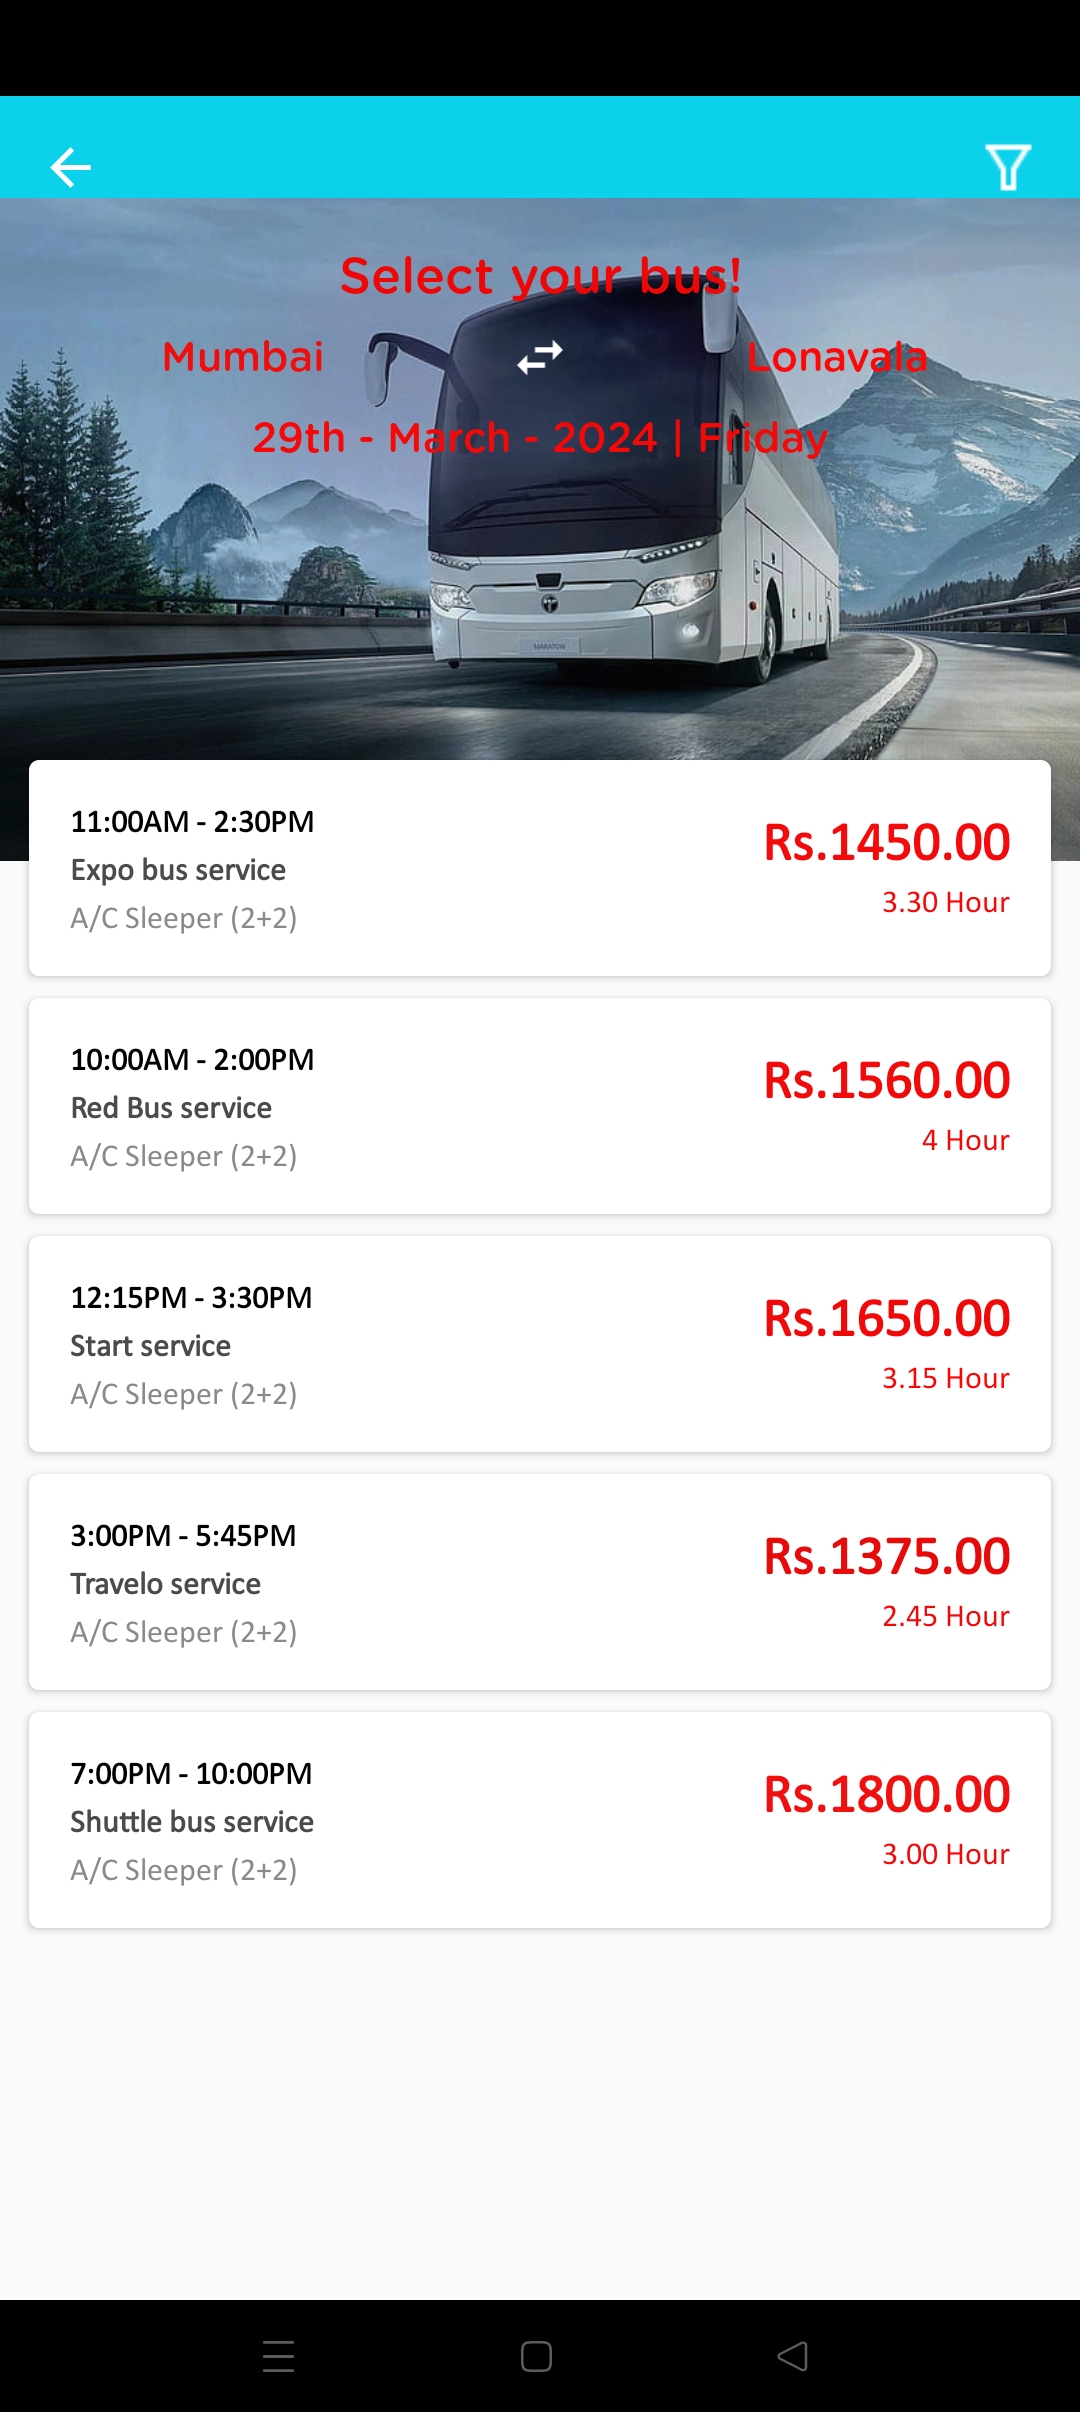 Select your bus!
Mumbai Lonavala
29th - March - 2024 | Friday
MARATON
11:00AM - 2:30PM
Expo bus service
A/C Sleeper (2+2)
Rs.1450.00
3.30 Hour
10:00AM - 2:00PM
Red Bus service
A/C Sleeper (2+2)
Rs.1560.00
4 Hour
12:15PM - 3:30PM
Start service
A/C Sleeper (2+2)
Rs.1650.00
3.15 Hour
3:00PM - 5:45PM
Travelo service
A/C Sleeper (2+2)
Rs.1375.00
2.45 Hour
7:00PM - 10:00PM
Shuttle bus service
A/C Sleeper (2+2)
Rs.1800.00
3.00 Hour